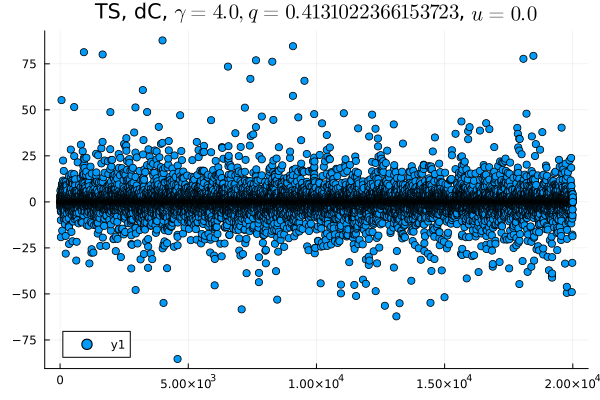 TS, dC, γ = 4.0, q = 0.4131022366153723, u = 0.0
75
50
25
0
−25
−50
−75
y1
0 5.00×10³ 1.00×10⁴ 1.50×10⁴ 2.00×10⁴